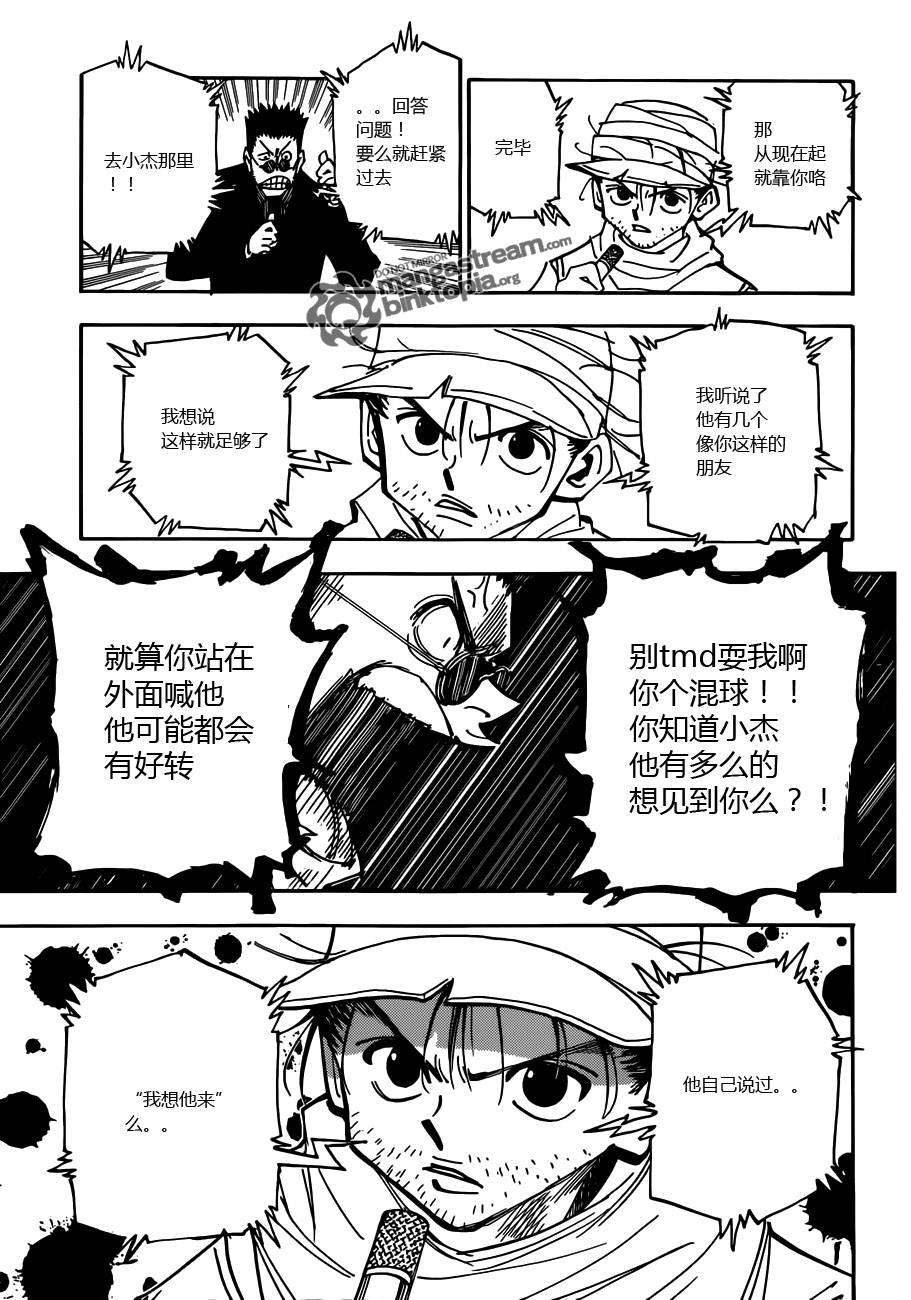 那
从现在起
就靠你咯
完毕
。。回答
问题！
要么就赶紧
过去
去小杰那里
！！
DO NOT MIRROR
mangastream.com
binktopia.org
我听说了
他有几个
像你这样的
朋友
我想说
这样就足够了
别tmd耍我啊
你个混球！！
你知道小杰
他有多么的
想见到你么？！
就算你站在
外面喊他
他可能都会
有好转
他自己说过。。
“我想他来”
么。。